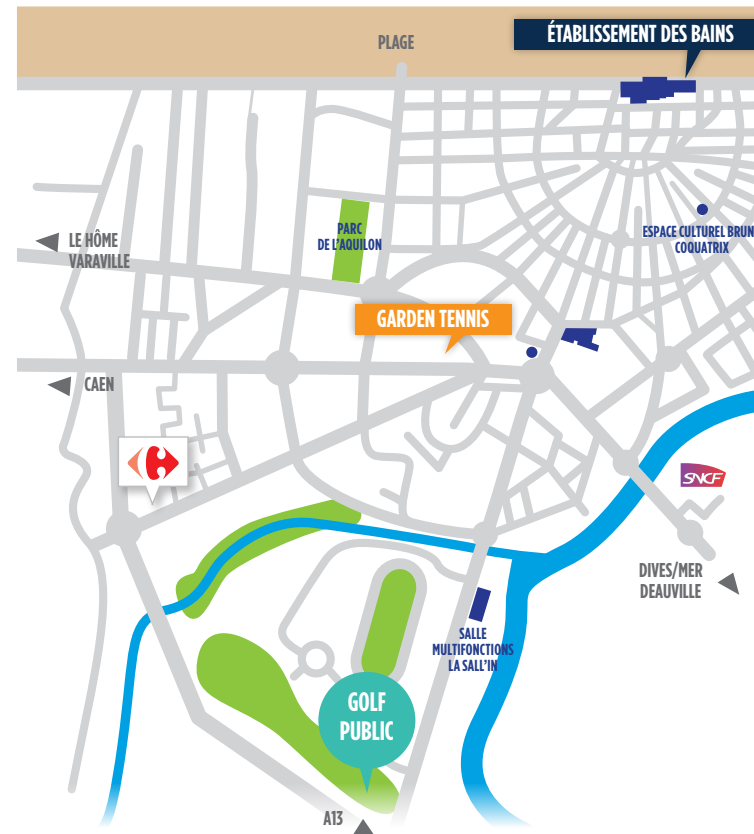 PLAGE
ÉTABLISSEMENT DES BAINS
PARC
DE L'AQUILON
ESPACE CULTUREL BRUN
COQUATRIX
LE HÔME
VARAVILLE
GARDEN TENNIS
CAEN
SNCF
DIVES/MER
DEAUVILLE
SALLE
MULTIFONCTIONS
LA SALL'IN
GOLF
PUBLIC
A13